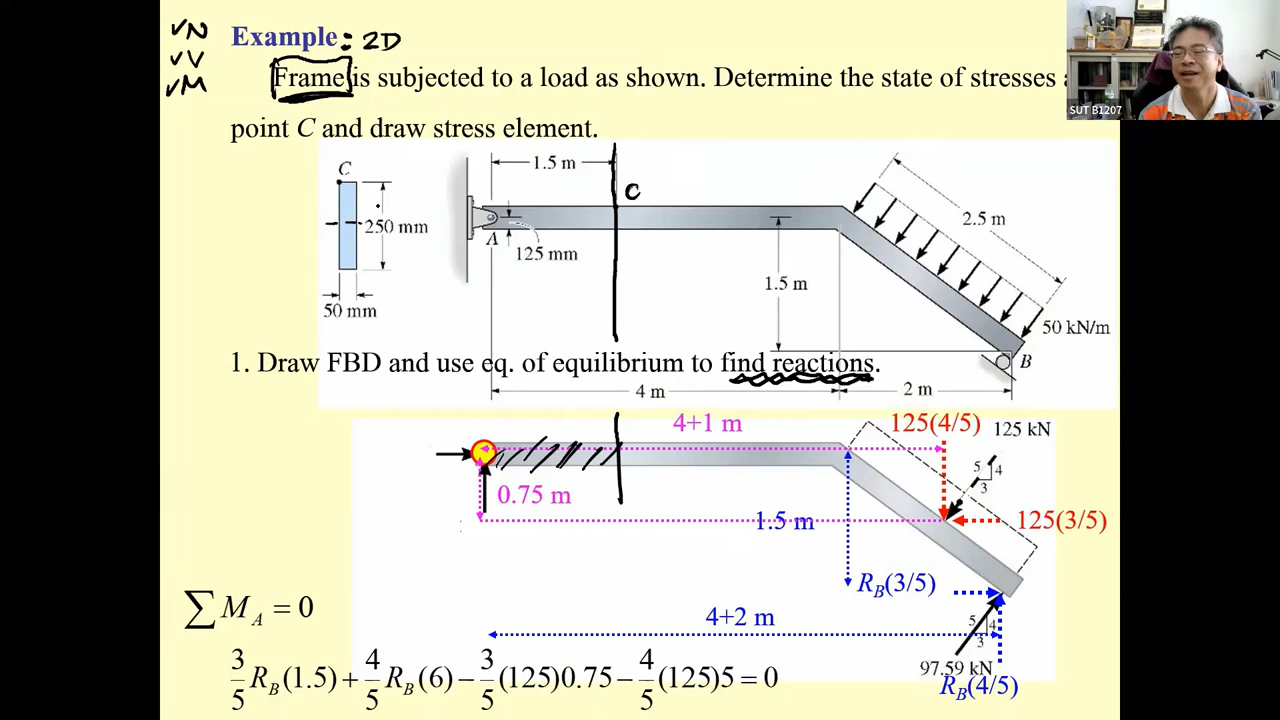 ✓N
✓V
✓M
Example : 2D
Frame is subjected to a load as shown. Determine the state of stresses
point C and draw stress element.
SUT B1207
C
250 mm
50 mm
1.5 m
C
A
125 mm
2.5 m
1.5 m
50 kN/m
B
1. Draw FBD and use eq. of equilibrium to find reactions.
4 m
2 m
4+1 m
125(4/5)
125 kN
5
4
3
0.75 m
1.5 m
125(3/5)
R_B(3/5)
4+2 m
5
4
3
97.59 kN
R_B(4/5)
∑ M_A = 0
3/5 R_B(1.5) + 4/5 R_B(6) − 3/5 (125)0.75 − 4/5 (125)5 = 0